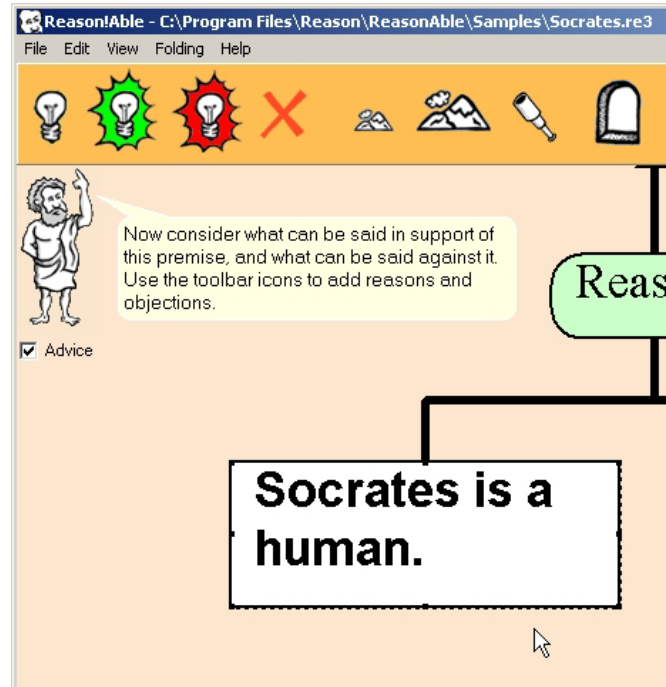 Reason!Able - C:\Program Files\Reason\ReasonAble\Samples\Socrates.re3
File Edit View Folding Help
Now consider what can be said in support of
this premise, and what can be said against it.
Use the toolbar icons to add reasons and
objections.
Advice
Reas
Socrates is a
human.